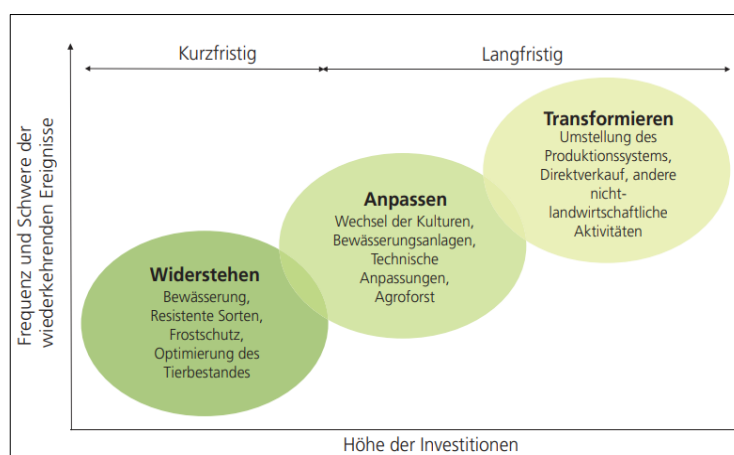 Kurzfristig
Langfristig
Frequenz und Schwere der
wiederkehrenden Ereignisse
Transformieren
Umstellung des
Produktionssystems,
Direktverkauf, andere
nicht-
landwirtschaftliche
Aktivitäten
Anpassen
Wechsel der Kulturen,
Bewässerungsanlagen,
Technische
Anpassungen,
Agroforst
Widerstehen
Bewässerung,
Resistente Sorten,
Frostschutz,
Optimierung des
Tierbestandes
Höhe der Investitionen